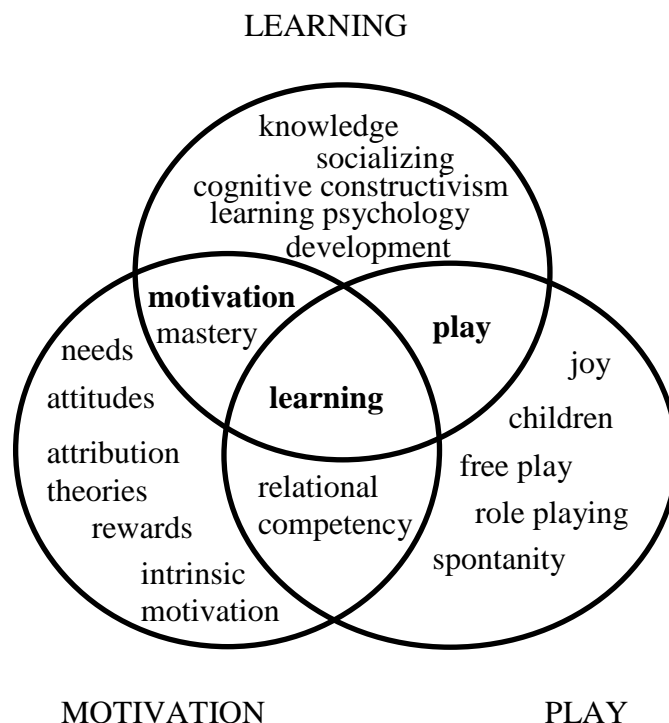 LEARNING
knowledge
socializing
cognitive constructivism
learning psychology
development
motivation
mastery
play
needs
joy
attitudes
learning
children
attribution
theories
free play
relational
competency
rewards
role playing
spontanity
intrinsic
motivation
MOTIVATION
PLAY